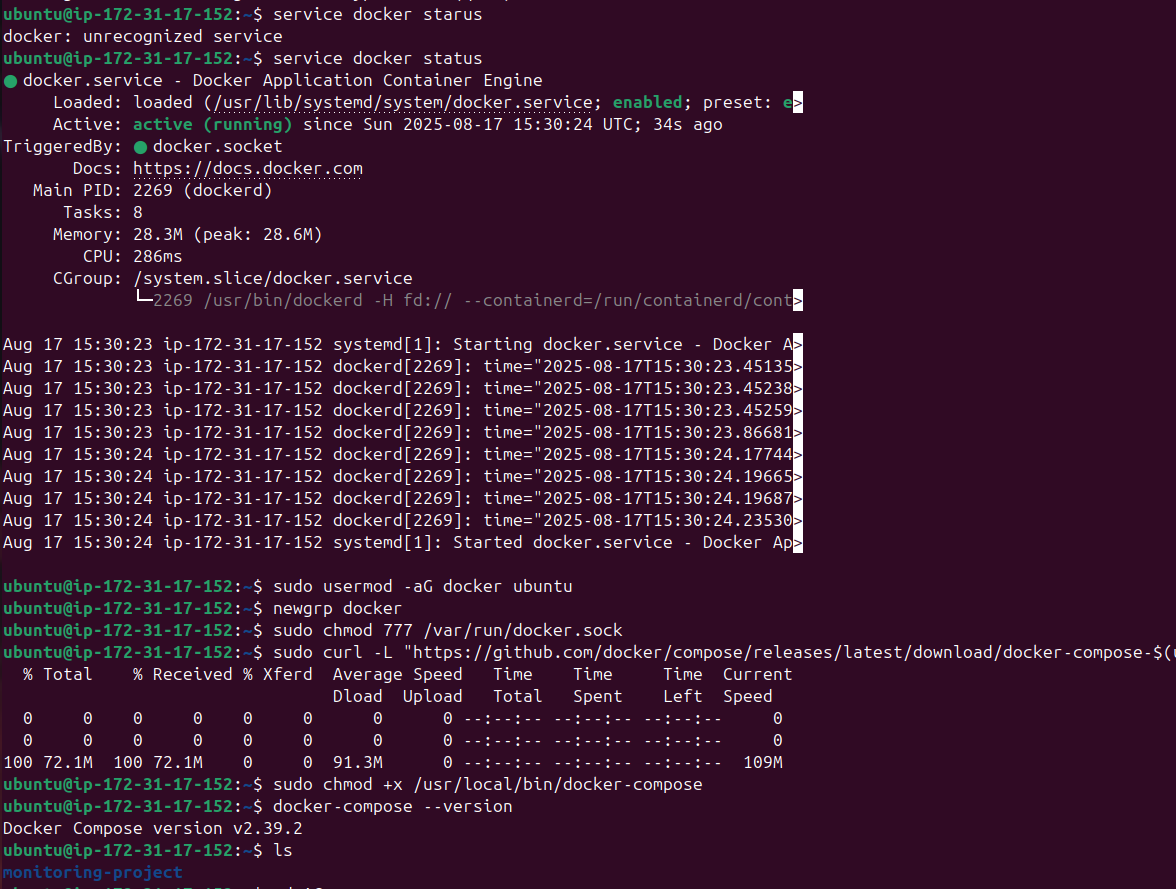 ubuntu@ip-172-31-17-152:~$ service docker starus
docker: unrecognized service
ubuntu@ip-172-31-17-152:~$ service docker status
● docker.service - Docker Application Container Engine
     Loaded: loaded (/usr/lib/systemd/system/docker.service; enabled; preset: e>
     Active: active (running) since Sun 2025-08-17 15:30:24 UTC; 34s ago
TriggeredBy: ● docker.socket
       Docs: https://docs.docker.com
   Main PID: 2269 (dockerd)
      Tasks: 8
     Memory: 28.3M (peak: 28.6M)
        CPU: 286ms
     CGroup: /system.slice/docker.service
             └─2269 /usr/bin/dockerd -H fd:// --containerd=/run/containerd/cont>
Aug 17 15:30:23 ip-172-31-17-152 systemd[1]: Starting docker.service - Docker A>
Aug 17 15:30:23 ip-172-31-17-152 dockerd[2269]: time="2025-08-17T15:30:23.45135>
Aug 17 15:30:23 ip-172-31-17-152 dockerd[2269]: time="2025-08-17T15:30:23.45238>
Aug 17 15:30:23 ip-172-31-17-152 dockerd[2269]: time="2025-08-17T15:30:23.45259>
Aug 17 15:30:23 ip-172-31-17-152 dockerd[2269]: time="2025-08-17T15:30:23.86681>
Aug 17 15:30:24 ip-172-31-17-152 dockerd[2269]: time="2025-08-17T15:30:24.17744>
Aug 17 15:30:24 ip-172-31-17-152 dockerd[2269]: time="2025-08-17T15:30:24.19665>
Aug 17 15:30:24 ip-172-31-17-152 dockerd[2269]: time="2025-08-17T15:30:24.19687>
Aug 17 15:30:24 ip-172-31-17-152 dockerd[2269]: time="2025-08-17T15:30:24.23530>
Aug 17 15:30:24 ip-172-31-17-152 systemd[1]: Started docker.service - Docker Ap>
ubuntu@ip-172-31-17-152:~$ sudo usermod -aG docker ubuntu
ubuntu@ip-172-31-17-152:~$ newgrp docker
ubuntu@ip-172-31-17-152:~$ sudo chmod 777 /var/run/docker.sock
ubuntu@ip-172-31-17-152:~$ sudo curl -L "https://github.com/docker/compose/releases/latest/download/docker-compose-$(u
  % Total    % Received % Xferd  Average Speed   Time    Time     Time  Current
                                 Dload  Upload   Total   Spent    Left  Speed
  0     0    0     0    0     0      0      0 --:--:-- --:--:-- --:--:--     0
  0     0    0     0    0     0      0      0 --:--:-- --:--:-- --:--:--     0
100 72.1M  100 72.1M    0     0  91.3M      0 --:--:-- --:--:-- --:--:--  109M
ubuntu@ip-172-31-17-152:~$ sudo chmod +x /usr/local/bin/docker-compose
ubuntu@ip-172-31-17-152:~$ docker-compose --version
Docker Compose version v2.39.2
ubuntu@ip-172-31-17-152:~$ ls
monitoring-project